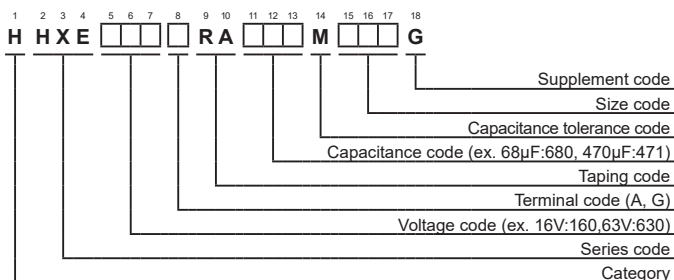 1 2 3 4 5 6 7 8 9 10 11 12 13 14 15 16 17 18
H H X E R A M G
Supplement code
Size code
Capacitance tolerance code
Capacitance code (ex. 68µF:680, 470µF:471)
Taping code
Terminal code (A, G)
Voltage code (ex. 16V:160,63V:630)
Series code
Category